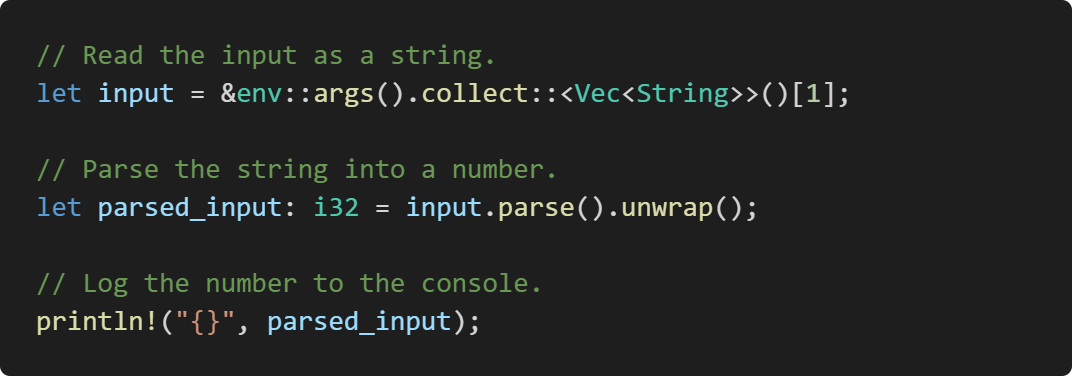 // Read the input as a string.
let input = &env::args().collect::<Vec<String>>()[1];
// Parse the string into a number.
let parsed_input: i32 = input.parse().unwrap();
// Log the number to the console.
println!("{}", parsed_input);